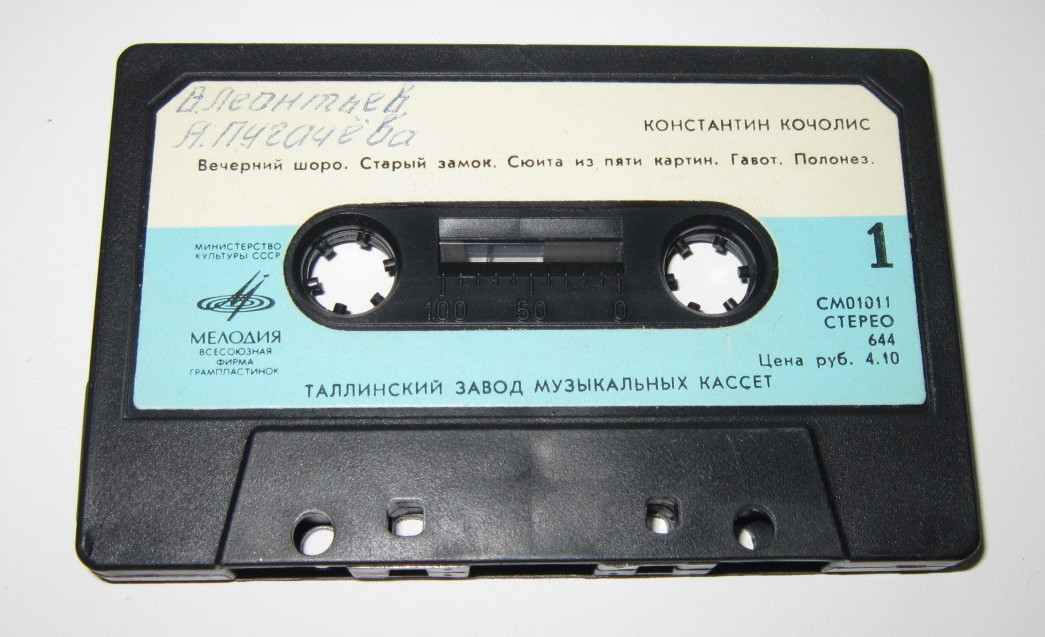 В.Леонтьев,
А.Пугачёва
КОНСТАНТИН КОЧОЛИС
Вечерний шоро. Старый замок. Сюита из пяти картин. Гавот. Полонез.
МИНИСТЕРСТВО
КУЛЬТУРЫ СССР
МЕЛОДИЯ
ВСЕСОЮЗНАЯ
ФИРМА
ГРАМПЛАСТИНОК
100 50 0
1
СМ01011
СТЕРЕО
644
Цена руб. 4.10
ТАЛЛИНСКИЙ ЗАВОД МУЗЫКАЛЬНЫХ КАССЕТ